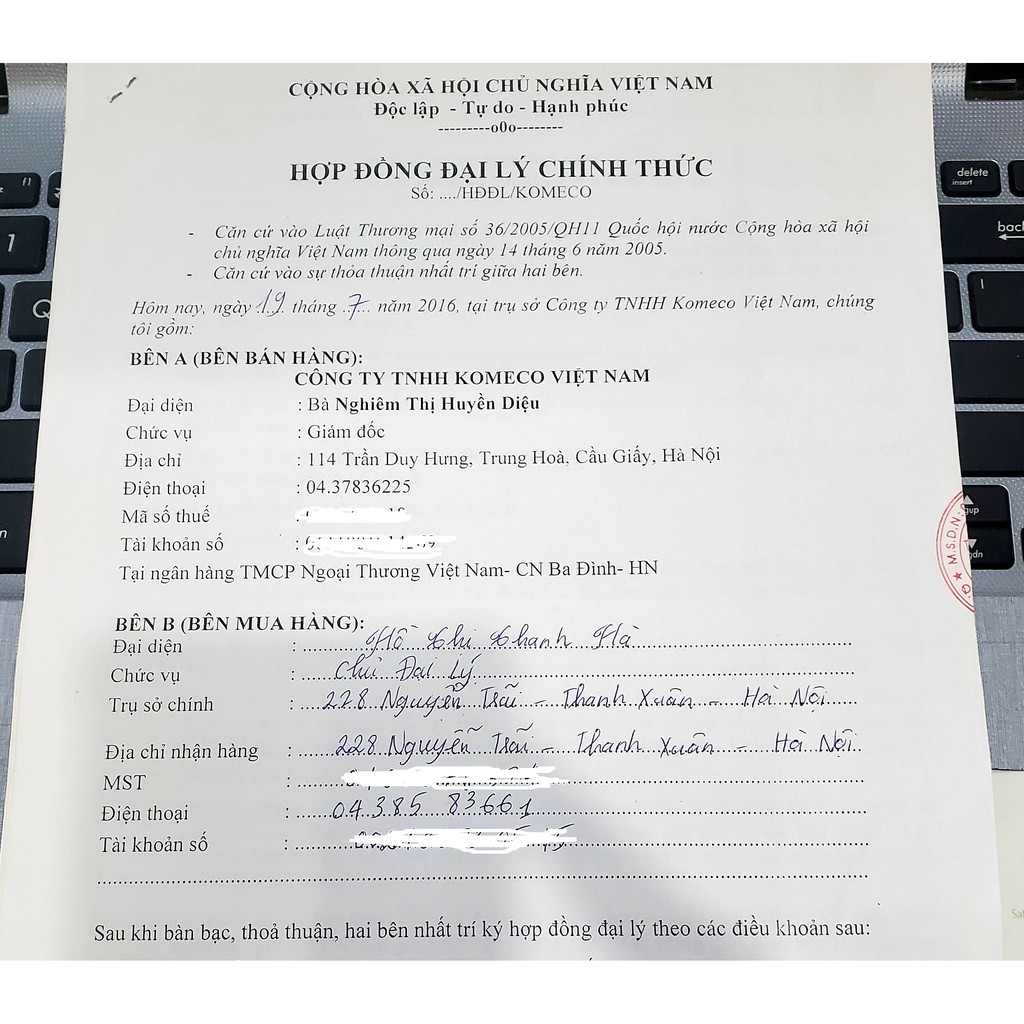 CỘNG HÒA XÃ HỘI CHỦ NGHĨA VIỆT NAM
Độc lập - Tự do - Hạnh phúc
---------o0o--------
HỢP ĐỒNG ĐẠI LÝ CHÍNH THỨC
Số: ..../HĐĐL/KOMECO
- Căn cứ vào Luật Thương mại số 36/2005/QH11 Quốc hội nước Cộng hòa xã hội
chủ nghĩa Việt Nam thông qua ngày 14 tháng 6 năm 2005.
- Căn cứ vào sự thỏa thuận nhất trí giữa hai bên.
Hôm nay, ngày 19 tháng 7 năm 2016, tại trụ sở Công ty TNHH Komeco Việt Nam, chúng
tôi gồm:
BÊN A (BÊN BÁN HÀNG):
CÔNG TY TNHH KOMECO VIỆT NAM
Đại diện : Bà Nghiêm Thị Huyền Diệu
Chức vụ : Giám đốc
Địa chỉ : 114 Trần Duy Hưng, Trung Hoà, Cầu Giấy, Hà Nội
Điện thoại : 04.37836225
Mã số thuế :
Tài khoản số :
Tại ngân hàng TMCP Ngoại Thương Việt Nam- CN Ba Đình- HN
BÊN B (BÊN MUA HÀNG):
Đại diện : Hồ Thị Thanh Hà
Chức vụ : Chủ Đại Lý
Trụ sở chính : 228 Nguyễn Trãi - Thanh Xuân - Hà Nội
Địa chỉ nhận hàng : 228 Nguyễn Trãi - Thanh Xuân - Hà Nội
MST :
Điện thoại : 04.385 83661
Tài khoản số :
Sau khi bàn bạc, thoả thuận, hai bên nhất trí ký hợp đồng đại lý theo các điều khoản sau:
M.S.D.N:
delete
insert
back
f1
1
Q